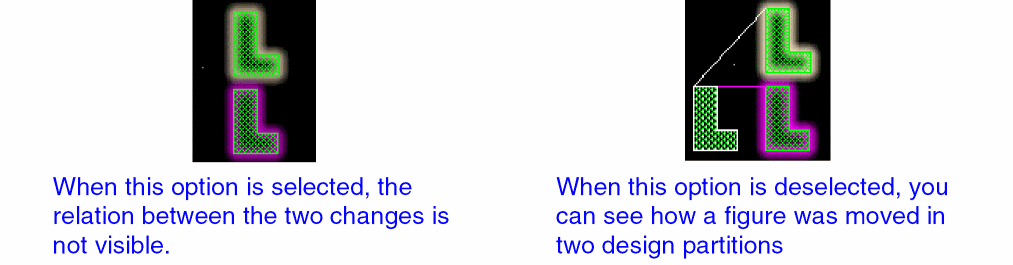 When this option is selected, the
relation between the two changes is
not visible.
When this option is deselected, you
can see how a figure was moved in
two design partitions